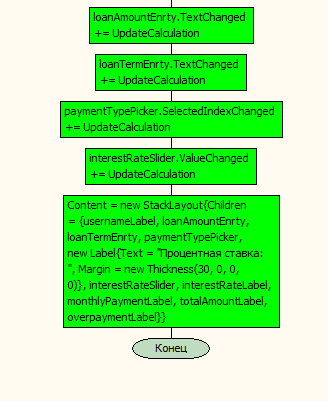 loanAmountEnrty.TextChanged
+= UpdateCalculation
loanTermEnrty.TextChanged
+= UpdateCalculation
paymentTypePicker.SelectedIndexChanged
+= UpdateCalculation
interestRateSlider.ValueChanged
+= UpdateCalculation
Content = new StackLayout{Children
= {usernameLabel, loanAmountEnrty,
loanTermEnrty, paymentTypePicker,
new Label{Text = "Процентная ставка:
", Margin = new Thickness(30, 0, 0,
0)}, interestRateSlider, interestRateLabel,
monthlyPaymentLabel, totalAmountLabel,
overpaymentLabel}}
Конец